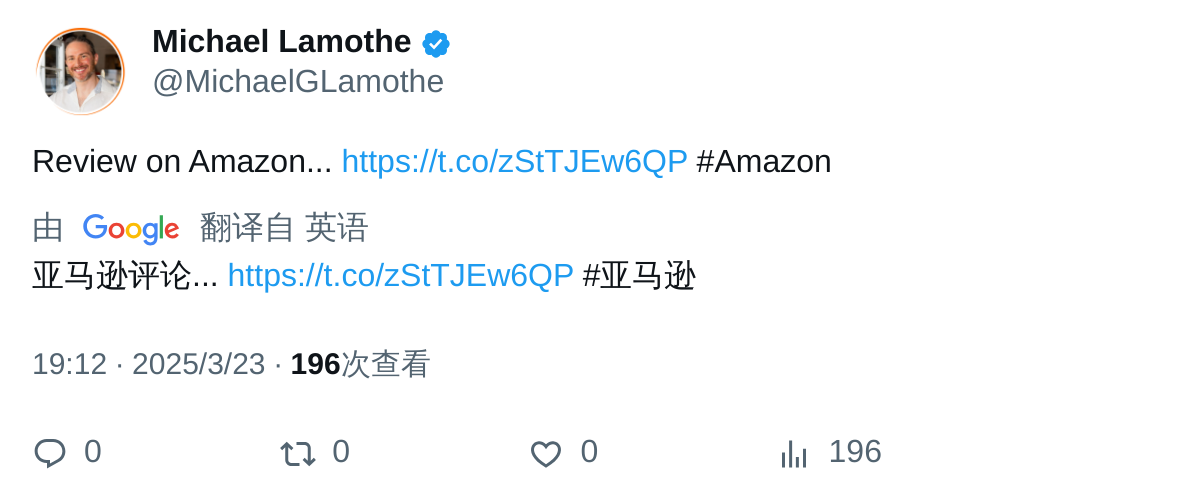 Michael Lamothe
@MichaelGLamothe
Review on Amazon... https://t.co/zStTJEw6QP #Amazon
由 Google 翻译自 英语
亚马逊评论... https://t.co/zStTJEw6QP #亚马逊
19:12 · 2025/3/23 · 196次查看
0 0 0 196